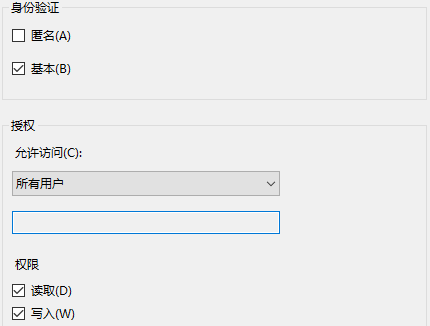 身份验证
匿名(A)
基本(B)
授权
允许访问(C):
所有用户
权限
读取(D)
写入(W)